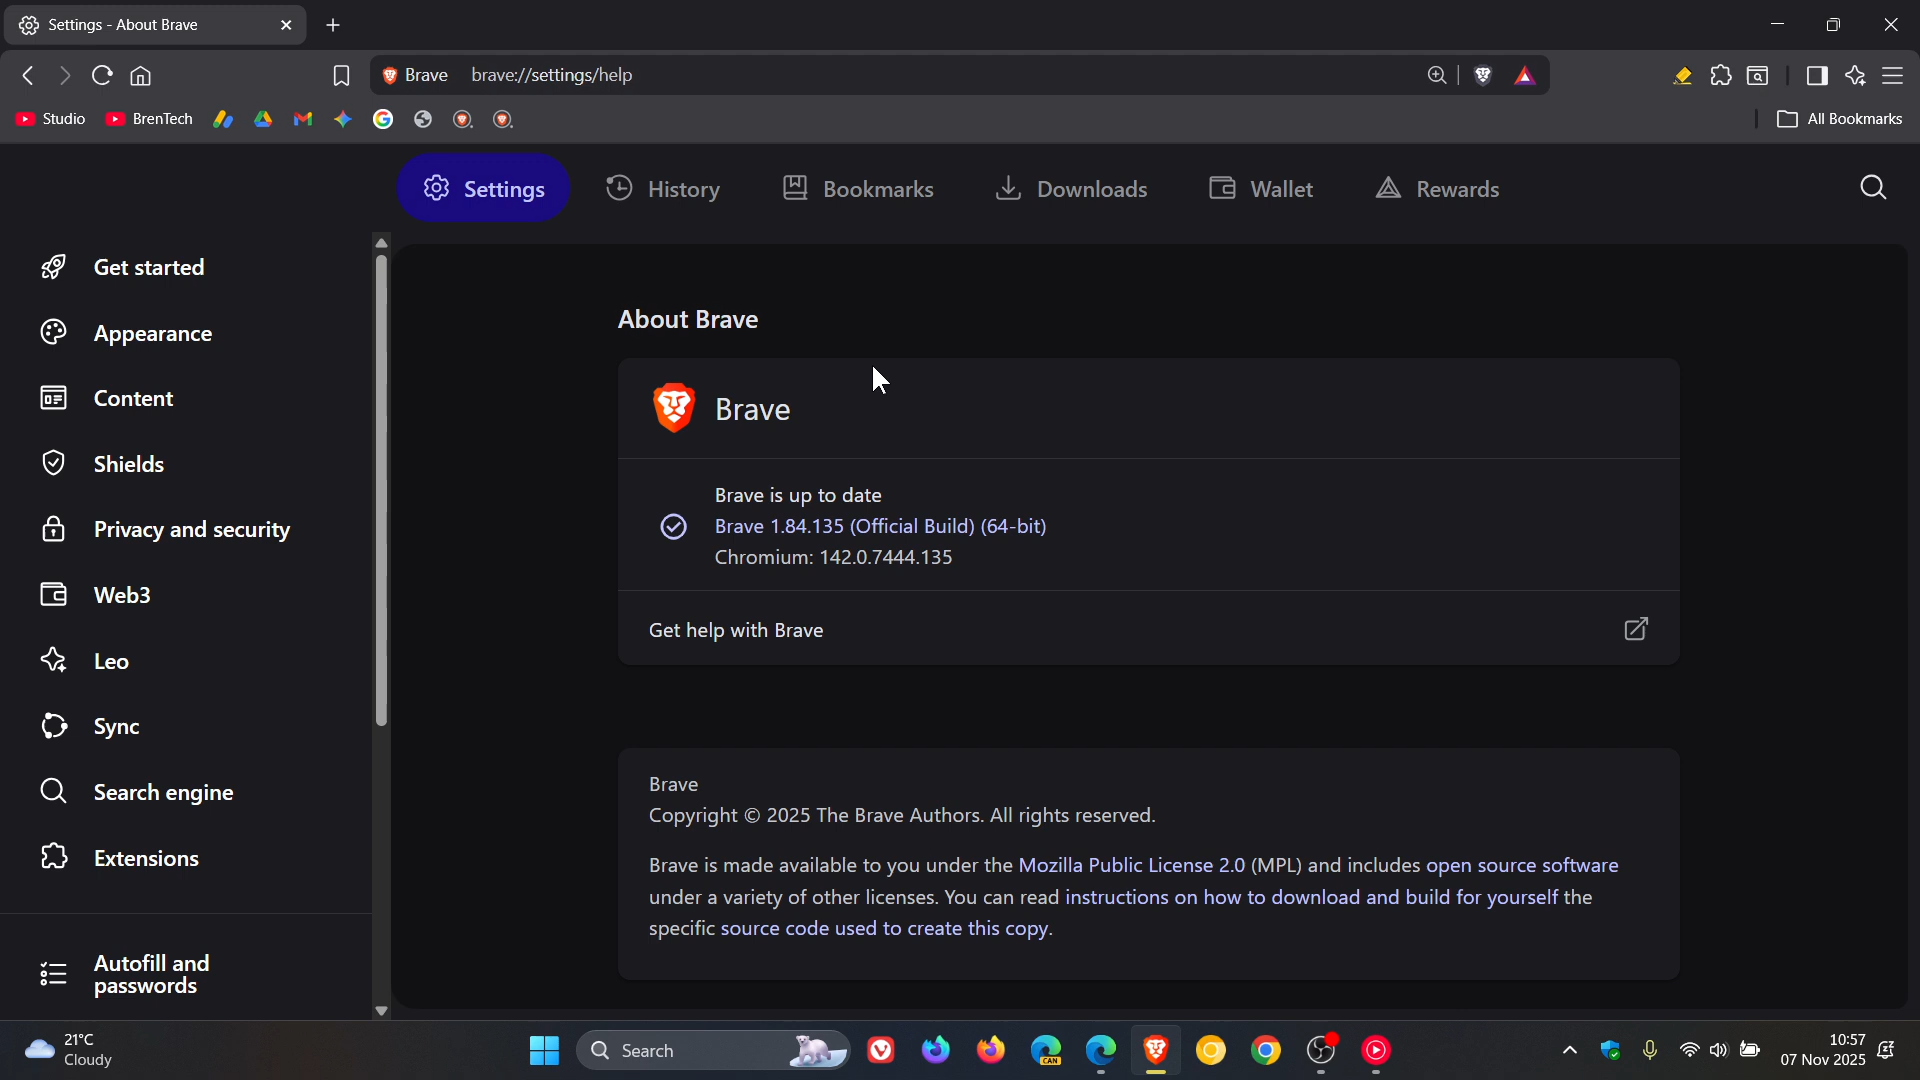 Settings - About Brave
Brave brave://settings/help
Studio BrenTech All Bookmarks
Settings History Bookmarks Downloads Wallet Rewards
Get started
Appearance
Content
Shields
Privacy and security
Web3
Leo
Sync
Search engine
Extensions
Autofill and
passwords
About Brave
Brave
Brave is up to date
Brave 1.84.135 (Official Build) (64-bit)
Chromium: 142.0.7444.135
Get help with Brave
Brave
Copyright © 2025 The Brave Authors. All rights reserved.
Brave is made available to you under the Mozilla Public License 2.0 (MPL) and includes open source software
under a variety of other licenses. You can read instructions on how to download and build for yourself the
specific source code used to create this copy.
21°C
Cloudy
Search
CAN
10:57
07 Nov 2025